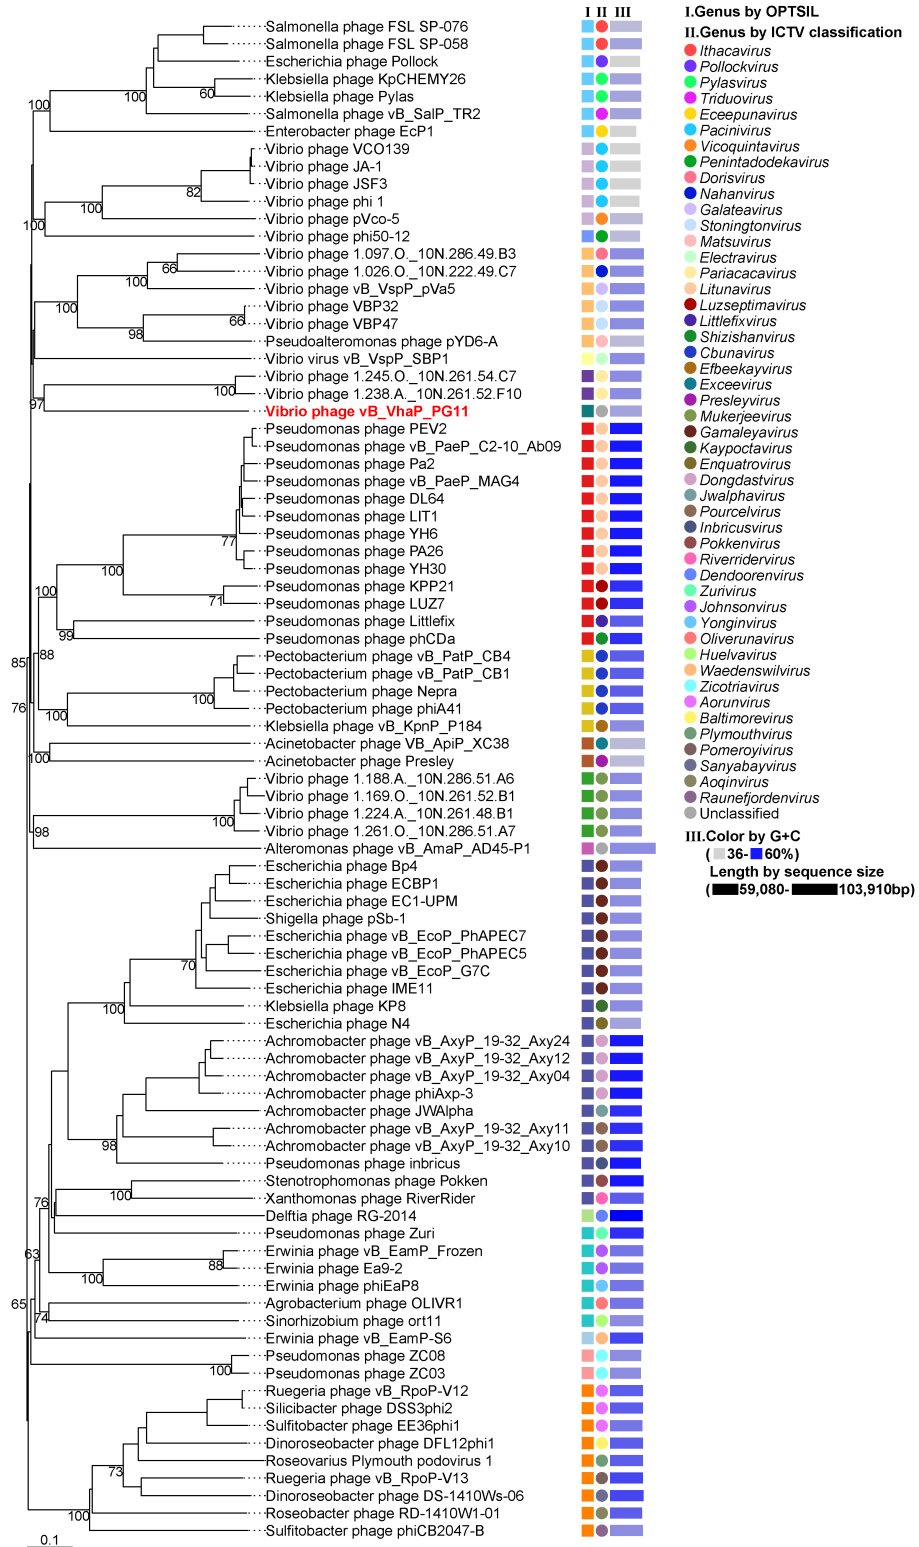 I II III
Salmonella phage FSL SP-076
Salmonella phage FSL SP-058
Escherichia phage Pollock
Klebsiella phage KpCHEMY26
Klebsiella phage Pylas
Salmonella phage vB_SalP_TR2
Enterobacter phage EcP1
Vibrio phage VCO139
Vibrio phage JA-1
Vibrio phage JSF3
Vibrio phage phi 1
Vibrio phage pVco-5
Vibrio phage phi50-12
Vibrio phage 1.097.O._10N.286.49.B3
Vibrio phage 1.026.O._10N.222.49.C7
Vibrio phage vB_VspP_pVa5
Vibrio phage VBP32
Vibrio phage VBP47
Pseudoalteromonas phage pYD6-A
Vibrio virus vB_VspP_SBP1
Vibrio phage 1.245.O._10N.261.54.C7
Vibrio phage 1.238.A._10N.261.52.F10
Vibrio phage vB_VhaP_PG11
Pseudomonas phage PEV2
Pseudomonas phage vB_PaeP_C2-10_Ab09
Pseudomonas phage Pa2
Pseudomonas phage vB_PaeP_MAG4
Pseudomonas phage DL64
Pseudomonas phage LIT1
Pseudomonas phage YH6
Pseudomonas phage PA26
Pseudomonas phage YH30
Pseudomonas phage KPP21
Pseudomonas phage LUZ7
Pseudomonas phage Littlefix
Pseudomonas phage phCDa
Pectobacterium phage vB_PatP_CB4
Pectobacterium phage vB_PatP_CB1
Pectobacterium phage Nepra
Pectobacterium phage phiA41
Klebsiella phage vB_KpnP_P184
Acinetobacter phage VB_ApiP_XC38
Acinetobacter phage Presley
Vibrio phage 1.188.A._10N.286.51.A6
Vibrio phage 1.169.O._10N.261.52.B1
Vibrio phage 1.224.A._10N.261.48.B1
Vibrio phage 1.261.O._10N.286.51.A7
Alteromonas phage vB_AmaP_AD45-P1
Escherichia phage Bp4
Escherichia phage ECBP1
Escherichia phage EC1-UPM
Shigella phage pSb-1
Escherichia phage vB_EcoP_PhAPEC7
Escherichia phage vB_EcoP_PhAPEC5
Escherichia phage vB_EcoP_G7C
Escherichia phage IME11
Klebsiella phage KP8
Escherichia phage N4
Achromobacter phage vB_AxyP_19-32_Axy24
Achromobacter phage vB_AxyP_19-32_Axy12
Achromobacter phage vB_AxyP_19-32_Axy04
Achromobacter phage phiAxp-3
Achromobacter phage JWAlpha
Achromobacter phage vB_AxyP_19-32_Axy11
Achromobacter phage vB_AxyP_19-32_Axy10
Pseudomonas phage inbricus
Stenotrophomonas phage Pokken
Xanthomonas phage RiverRider
Delftia phage RG-2014
Pseudomonas phage Zuri
Erwinia phage vB_EamP_Frozen
Erwinia phage Ea9-2
Erwinia phage phiEaP8
Agrobacterium phage OLIVR1
Sinorhizobium phage ort11
Erwinia phage vB_EamP-S6
Pseudomonas phage ZC08
Pseudomonas phage ZC03
Ruegeria phage vB_RpoP-V12
Silicibacter phage DSS3phi2
Sulfitobacter phage EE36phi1
Dinoroseobacter phage DFL12phi1
Roseovarius Plymouth podovirus 1
Ruegeria phage vB_RpoP-V13
Dinoroseobacter phage DS-1410Ws-06
Roseobacter phage RD-1410W1-01
Sulfitobacter phage phiCB2047-B
100
100
60
82
100
100
66
100
100
66
98
100
97
77
100
71
100
99
88
85
76
100
100
100
100
98
70
100
98
76
100
63
88
100
65
74
100
73
100
0.1
I.Genus by OPTSIL
II.Genus by ICTV classification
Ithacavirus
Pollockvirus
Pylasvirus
Triduovirus
Eceepunavirus
Pacinivirus
Vicoquintavirus
Penintadodekavirus
Dorisvirus
Nahanvirus
Galateavirus
Stoningtonvirus
Matsuvirus
Electravirus
Pariacacavirus
Litunavirus
Luzseptimavirus
Littlefixvirus
Shizishanvirus
Cbunavirus
Efbeekayvirus
Exceevirus
Presleyvirus
Mukerjeevirus
Gamaleyavirus
Kaypoctavirus
Enquatrovirus
Dongdastvirus
Jwalphavirus
Pourcelvirus
Inbricusvirus
Pokkenvirus
Riverridervirus
Dendoorenvirus
Zurivirus
Johnsonvirus
Yonginvirus
Oliverunavirus
Huelvavirus
Waedenswilvirus
Zicotriavirus
Aorunvirus
Baltimorevirus
Plymouthvirus
Pomeroyivirus
Sanyabayvirus
Aoqinvirus
Raunefjordenvirus
Unclassified
III.Color by G+C
( 36- 60%)
Length by sequence size
( 59,080- 103,910bp)